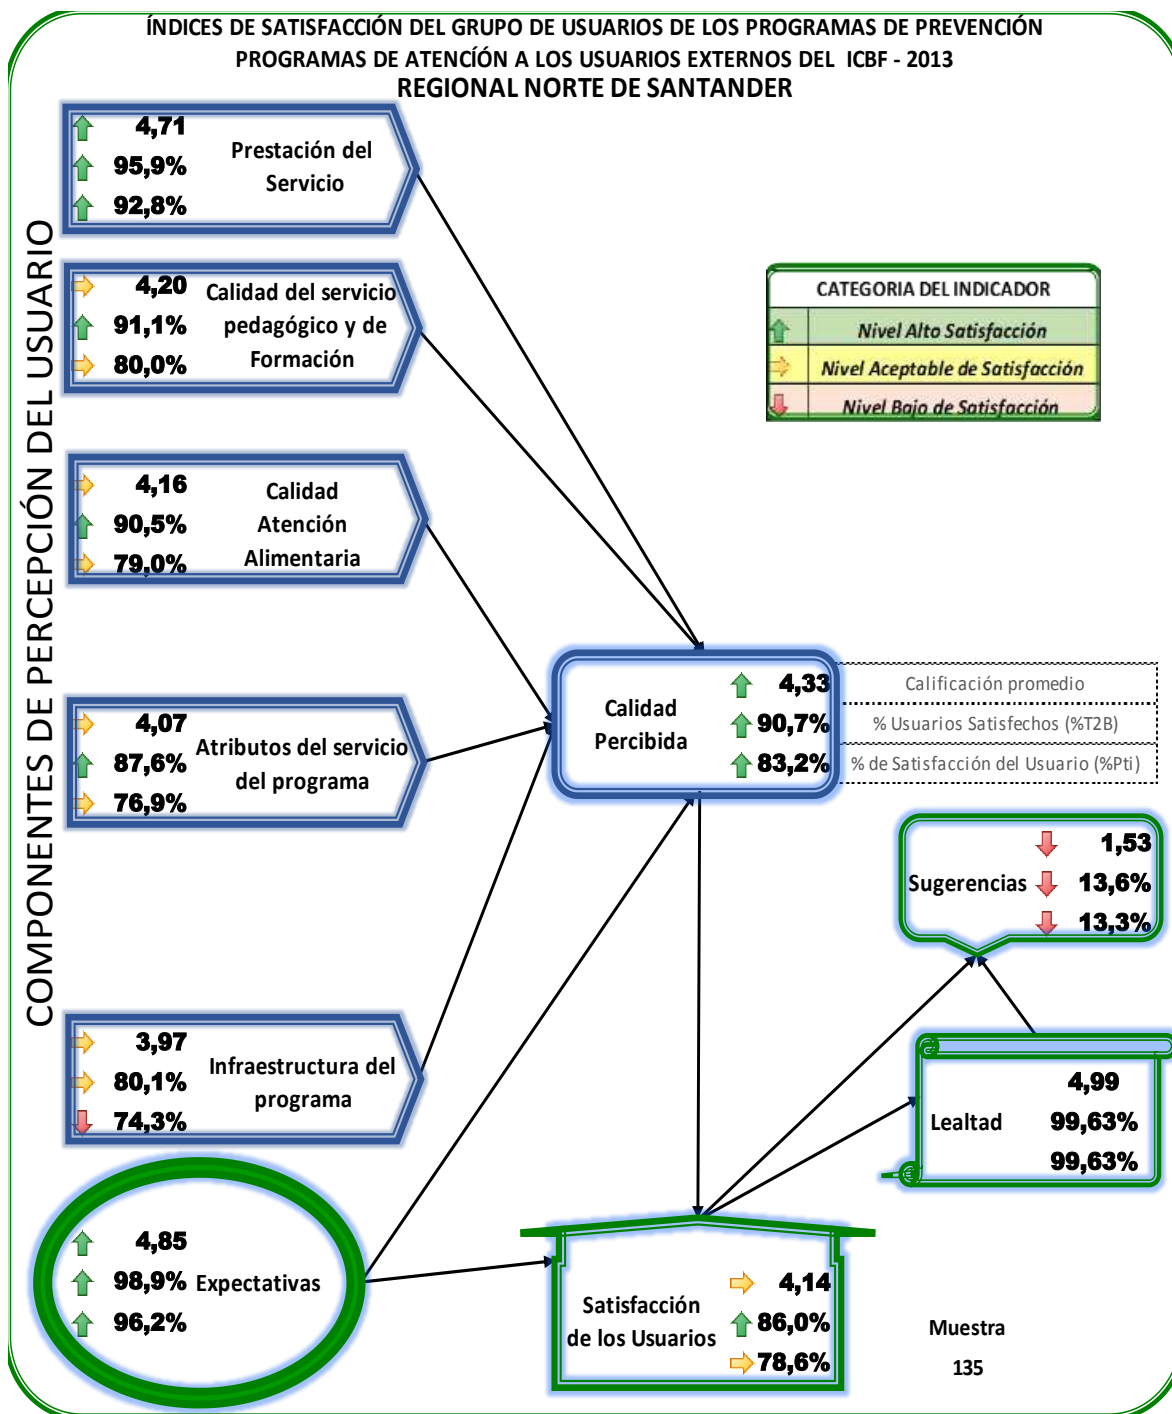 ÍNDICES DE SATISFACCIÓN DEL GRUPO DE USUARIOS DE LOS PROGRAMAS DE PREVENCIÓN
PROGRAMAS DE ATENCÍÓN A LOS USUARIOS EXTERNOS DEL ICBF - 2013
REGIONAL NORTE DE SANTANDER
COMPONENTES DE PERCEPCIÓN DEL USUARIO
4,71
95,9%
92,8%
Prestación del
Servicio
4,20
91,1%
80,0%
Calidad del servicio
pedagógico y de
Formación
CATEGORIA DEL INDICADOR
Nivel Alto Satisfacción
Nivel Aceptable de Satisfacción
Nivel Bajo de Satisfacción
4,16
90,5%
79,0%
Calidad
Atención
Alimentaria
4,07
87,6%
76,9%
Atributos del servicio
del programa
Calidad
Percibida
4,33
90,7%
83,2%
Calificación promedio
% Usuarios Satisfechos (%T2B)
% de Satisfacción del Usuario (%Pti)
Sugerencias
1,53
13,6%
13,3%
3,97
80,1%
74,3%
Infraestructura del
programa
Lealtad
4,99
99,63%
99,63%
4,85
98,9%
96,2%
Expectativas
Satisfacción
de los Usuarios
4,14
86,0%
78,6%
Muestra
135